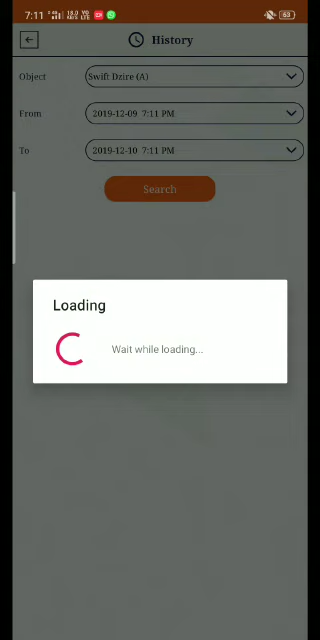 7:11
63
History
Object
Swift Dzire (A)
From
2019-12-09 7:11 PM
To
2019-12-10 7:11 PM
Search
Loading
Wait while loading...